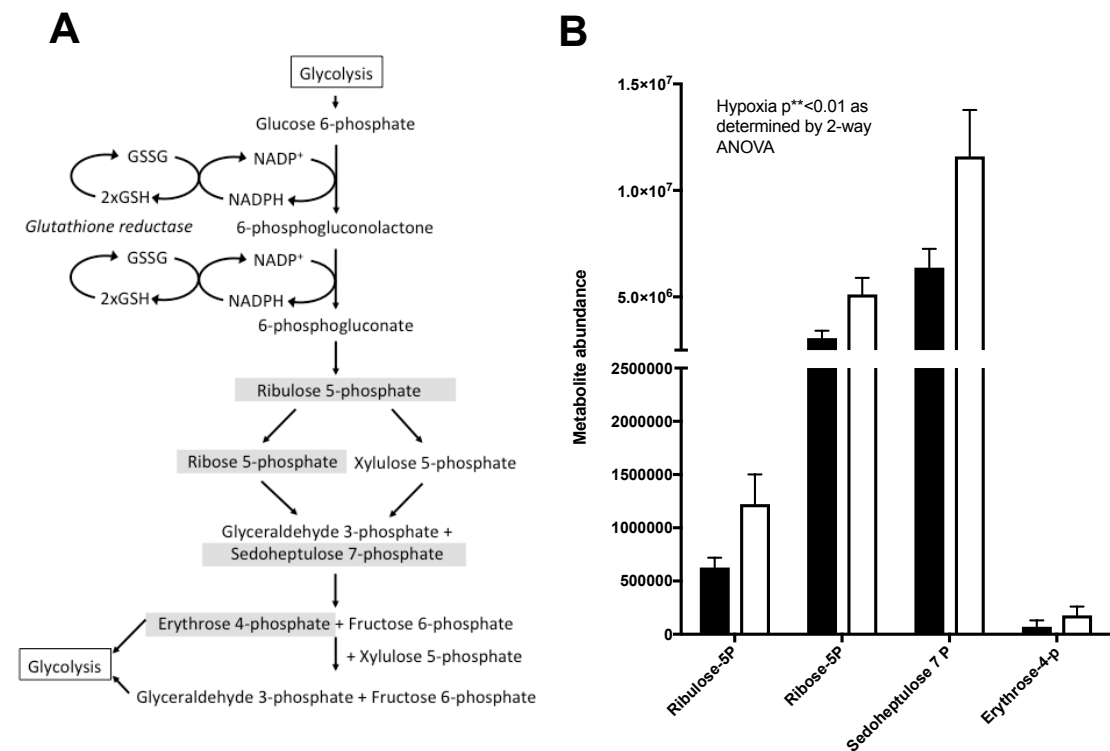 A
Glycolysis
Glucose 6-phosphate
GSSG
NADP⁺
2xGSH
NADPH
Glutathione reductase
6-phosphogluconolactone
GSSG
NADP⁺
2xGSH
NADPH
6-phosphogluconate
Ribulose 5-phosphate
Ribose 5-phosphate
Xylulose 5-phosphate
Glyceraldehyde 3-phosphate +
Sedoheptulose 7-phosphate
Erythrose 4-phosphate + Fructose 6-phosphate
+ Xylulose 5-phosphate
Glycolysis
Glyceraldehyde 3-phosphate + Fructose 6-phosphate
B
Hypoxia p**<0.01 as
determined by 2-way
ANOVA
Metabolite abundance
1.5×10⁷
1.0×10⁷
5.0×10⁶
2500000
2000000
1500000
1000000
500000
0
Ribulose-5P
Ribose-5P
Sedoheptulose 7 P
Erythrose-4-p